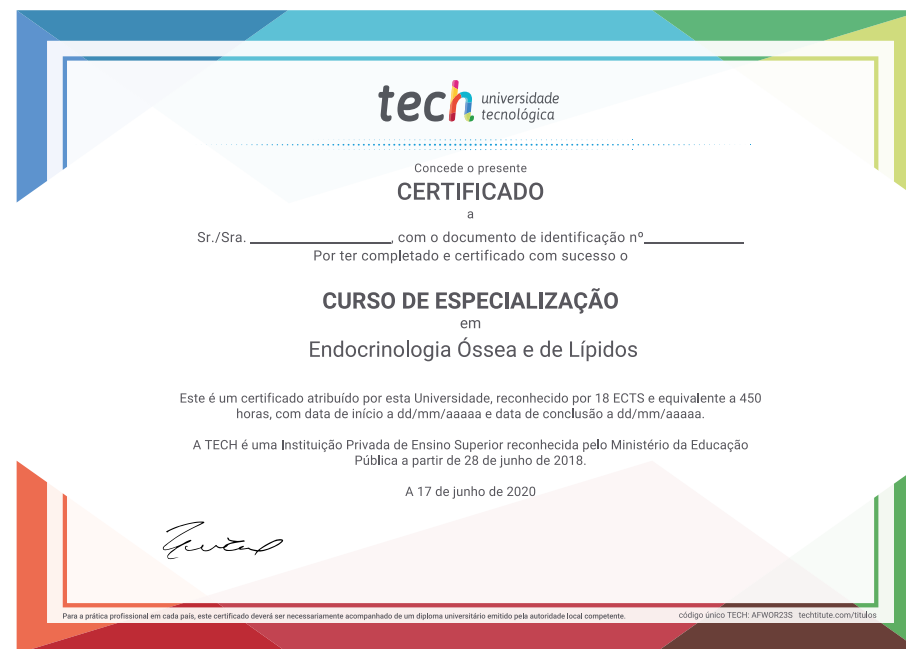 tech universidade
tecnológica
Concede o presente
CERTIFICADO
a
Sr./Sra. ____________, com o documento de identificação nº____________
Por ter completado e certificado com sucesso o
CURSO DE ESPECIALIZAÇÃO
em
Endocrinologia Óssea e de Lípidos
Este é um certificado atribuído por esta Universidade, reconhecido por 18 ECTS e equivalente a 450
horas, com data de início a dd/mm/aaaaa e data de conclusão a dd/mm/aaaaa.
A TECH é uma Instituição Privada de Ensino Superior reconhecida pelo Ministério da Educação
Pública a partir de 28 de junho de 2018.
A 17 de junho de 2020
Para a prática profissional em cada país, este certificado deverá ser necessariamente acompanhado de um diploma universitário emitido pela autoridade local competente.
código único TECH: AFWOR23S techtitute.com/titulos